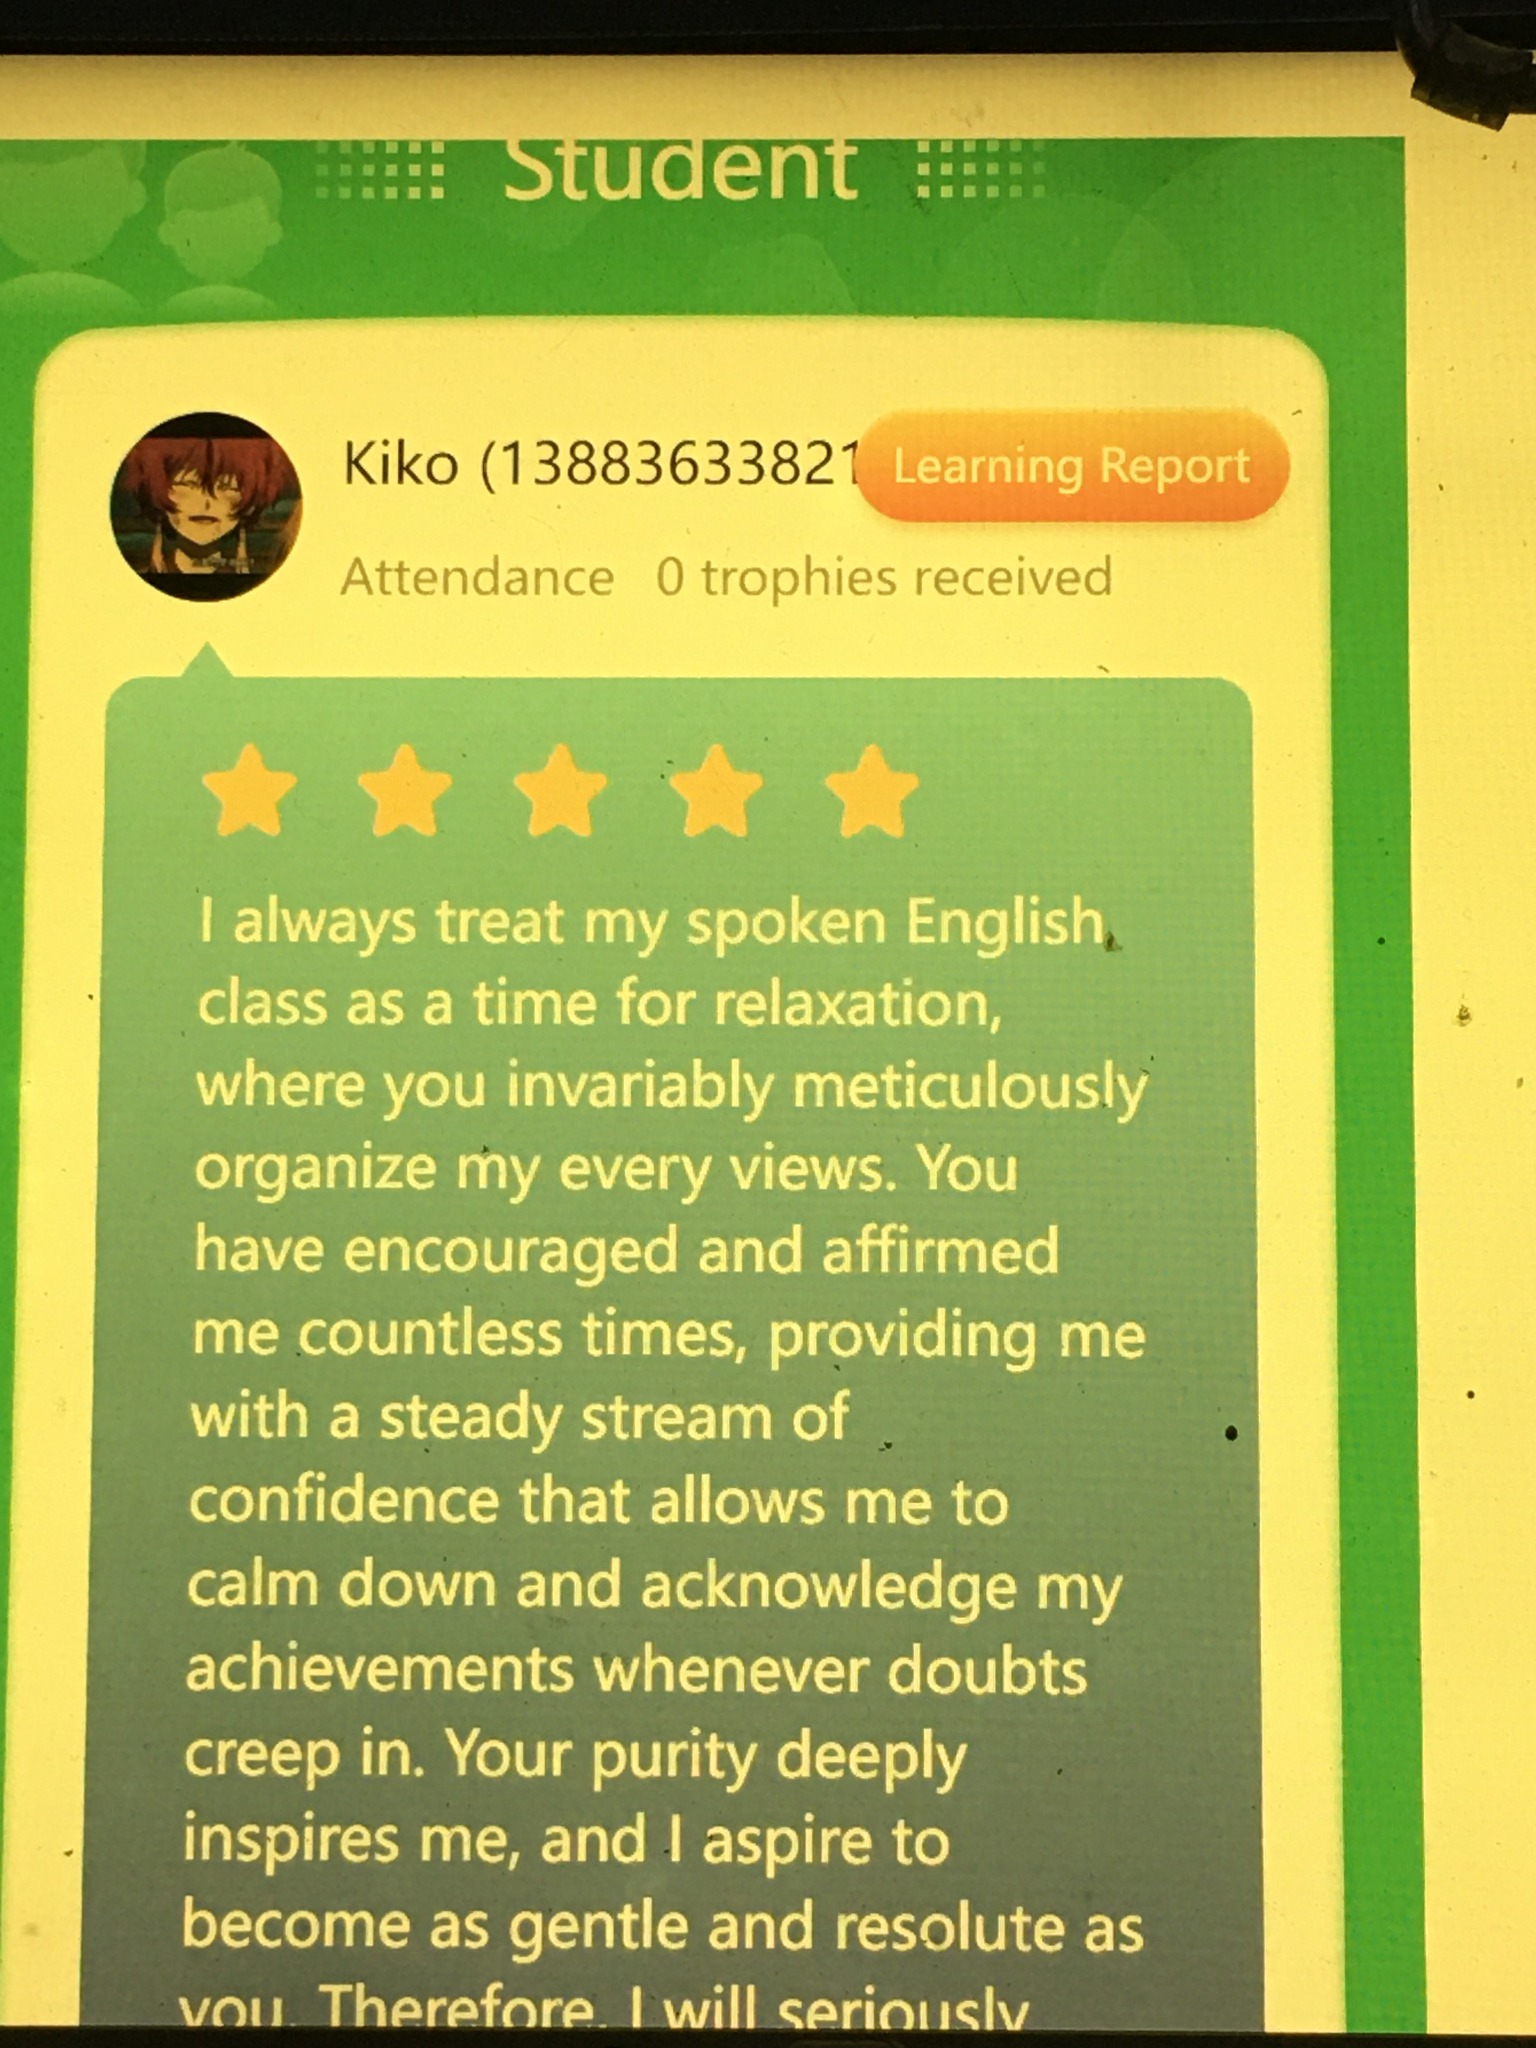 Student
Kiko (13883633821
Learning Report
Attendance 0 trophies received
I always treat my spoken English
class as a time for relaxation,
where you invariably meticulously
organize my every views. You
have encouraged and affirmed
me countless times, providing me
with a steady stream of
confidence that allows me to
calm down and acknowledge my
achievements whenever doubts
creep in. Your purity deeply
inspires me, and I aspire to
become as gentle and resolute as
you. Therefore, I will seriously